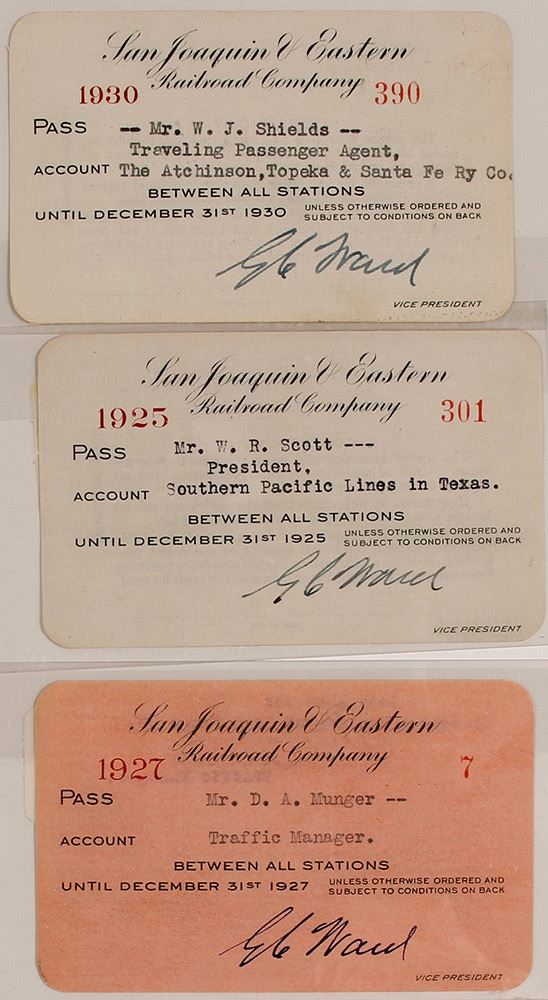 San Joaquin & Eastern
Railroad Company
1930 390
PASS -- Mr. W. J. Shields --
Traveling Passenger Agent,
ACCOUNT The Atchinson,Topeka & Santa Fe Ry Co.
BETWEEN ALL STATIONS
UNTIL DECEMBER 31ST 1930 UNLESS OTHERWISE ORDERED AND
SUBJECT TO CONDITIONS ON BACK
G C Ward
VICE PRESIDENT
San Joaquin & Eastern
Railroad Company
1925 301
PASS Mr. W. R. Scott ---
President,
ACCOUNT Southern Pacific Lines in Texas.
BETWEEN ALL STATIONS
UNTIL DECEMBER 31ST 1925 UNLESS OTHERWISE ORDERED AND
SUBJECT TO CONDITIONS ON BACK
G C Ward
VICE PRESIDENT
San Joaquin & Eastern
Railroad Company
1927 7
PASS Mr. D. A. Munger --
ACCOUNT Traffic Manager.
BETWEEN ALL STATIONS
UNTIL DECEMBER 31ST 1927 UNLESS OTHERWISE ORDERED AND
SUBJECT TO CONDITIONS ON BACK
G C Ward
VICE PRESIDENT